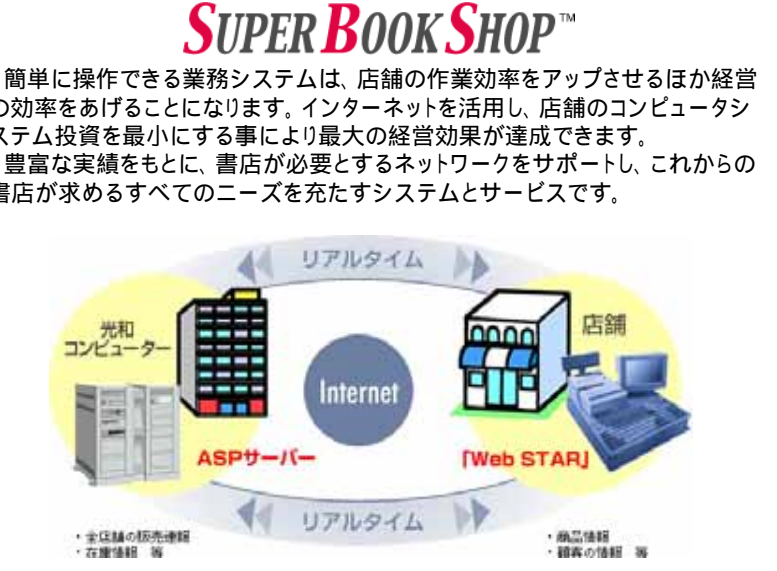 SUPER BOOK SHOP™
簡単に操作できる業務システムは、店舗の作業効率をアップさせるほか経営
の効率をあげることになります。インターネットを活用し、店舗のコンピュータシ
ステム投資を最小にする事により最大の経営効果が達成できます。
豊富な実績をもとに、書店が必要とするネットワークをサポートし、これからの
書店が求めるすべてのニーズを充たすシステムとサービスです。
リアルタイム
光和
コンピューター
店舗
Internet
ASPサーバー
「Web STAR」
リアルタイム
・全店舗の販売速報
・在庫情報 等
・商品情報
・顧客の情報 等